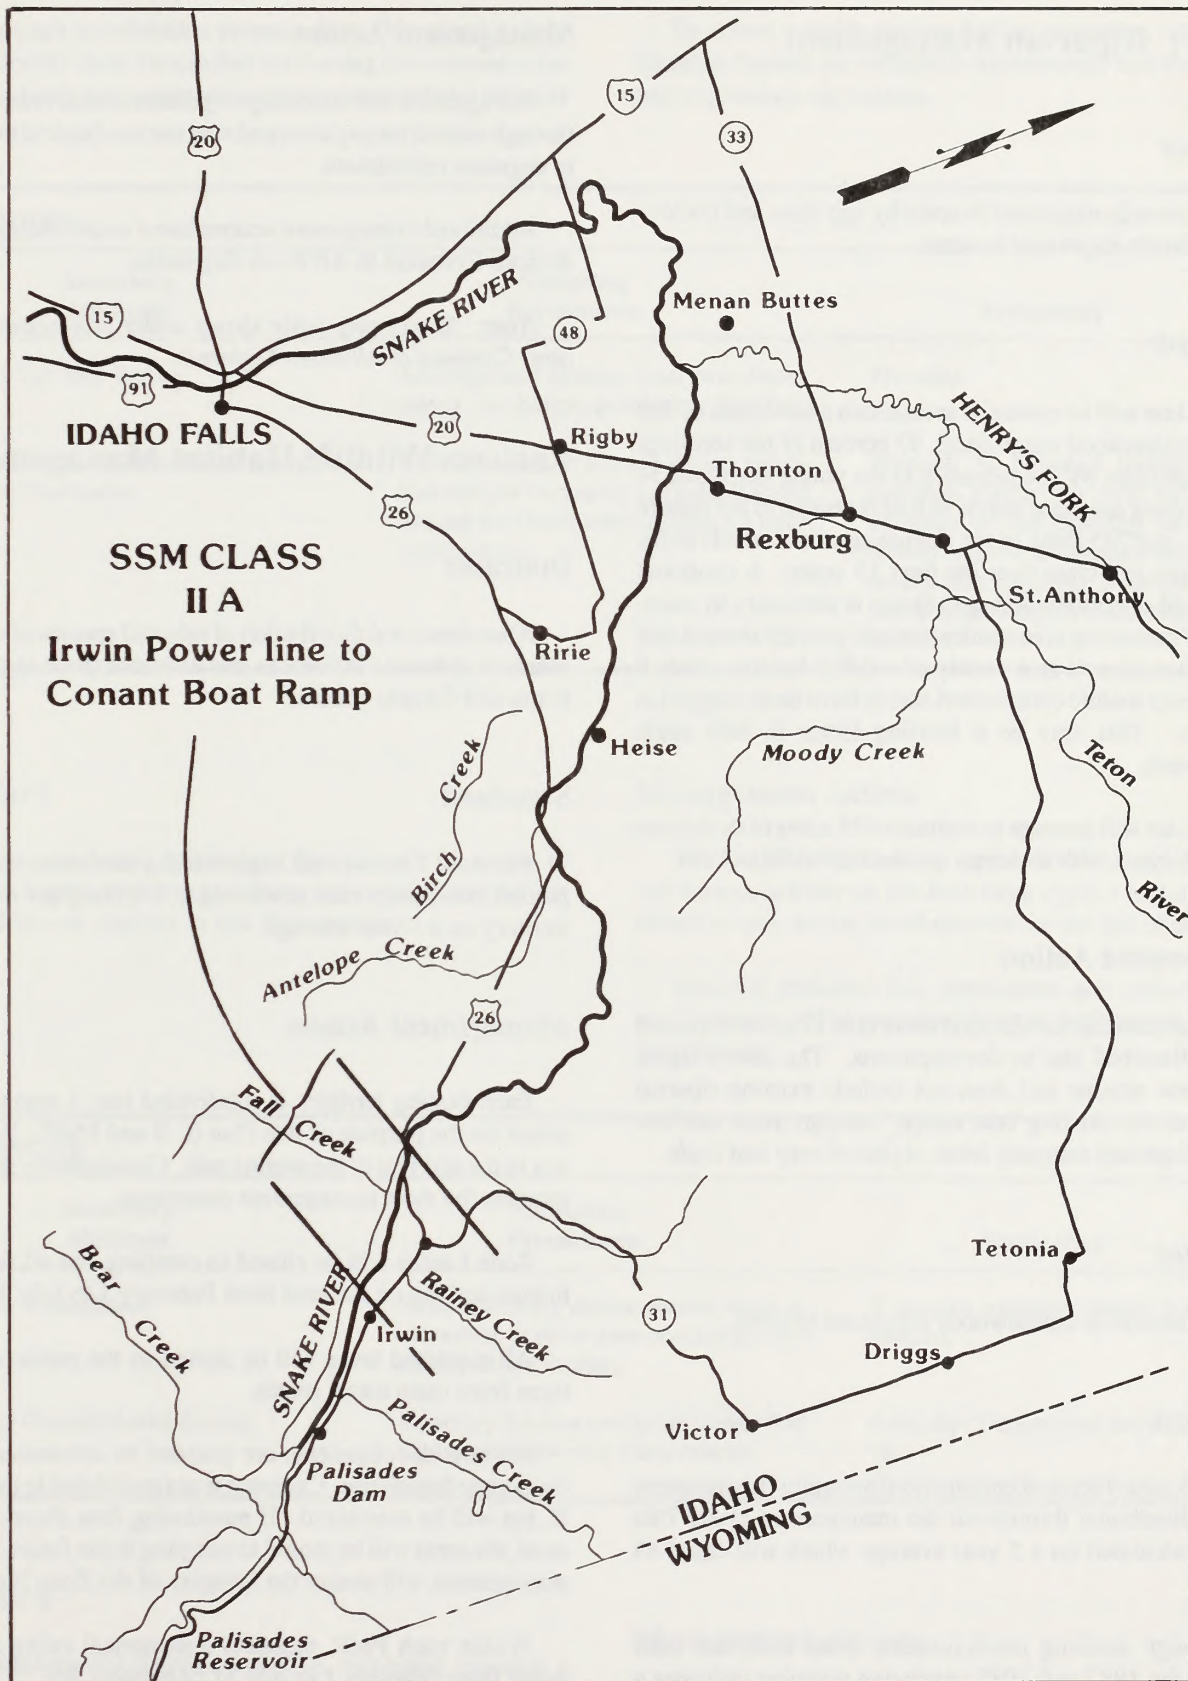 20
15
33
SNAKE RIVER
Menan Buttes
15
48
91
IDAHO FALLS
20
Rigby
Thornton
HENRY'S FORK
26
Rexburg
St. Anthony
SSM CLASS
II A
Irwin Power line to
Conant Boat Ramp
Ririe
Heise
Birch Creek
Moody Creek
Teton River
Antelope Creek
26
Fall Creek
Bear Creek
SNAKE RIVER
Irwin
Rainey Creek
31
Tetonia
Driggs
Victor
Palisades Creek
Palisades
Dam
IDAHO
WYOMING
Palisades
Reservoir